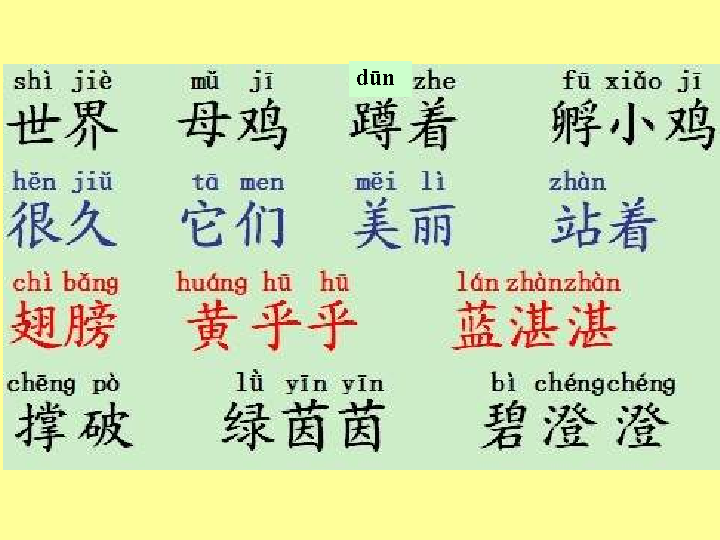 shì jiè mǔ jī dūn zhe fū xiǎo jī
世界 母鸡 蹲着 孵小鸡
hěn jiǔ tā men měi lì zhàn
很久 它们 美丽 站着
chì bǎng huáng hū hū lán zhànzhàn
翅膀 黄乎乎 蓝湛湛
chēng pò lǜ yīn yīn bì chéngchéng
撑破 绿茵茵 碧澄澄